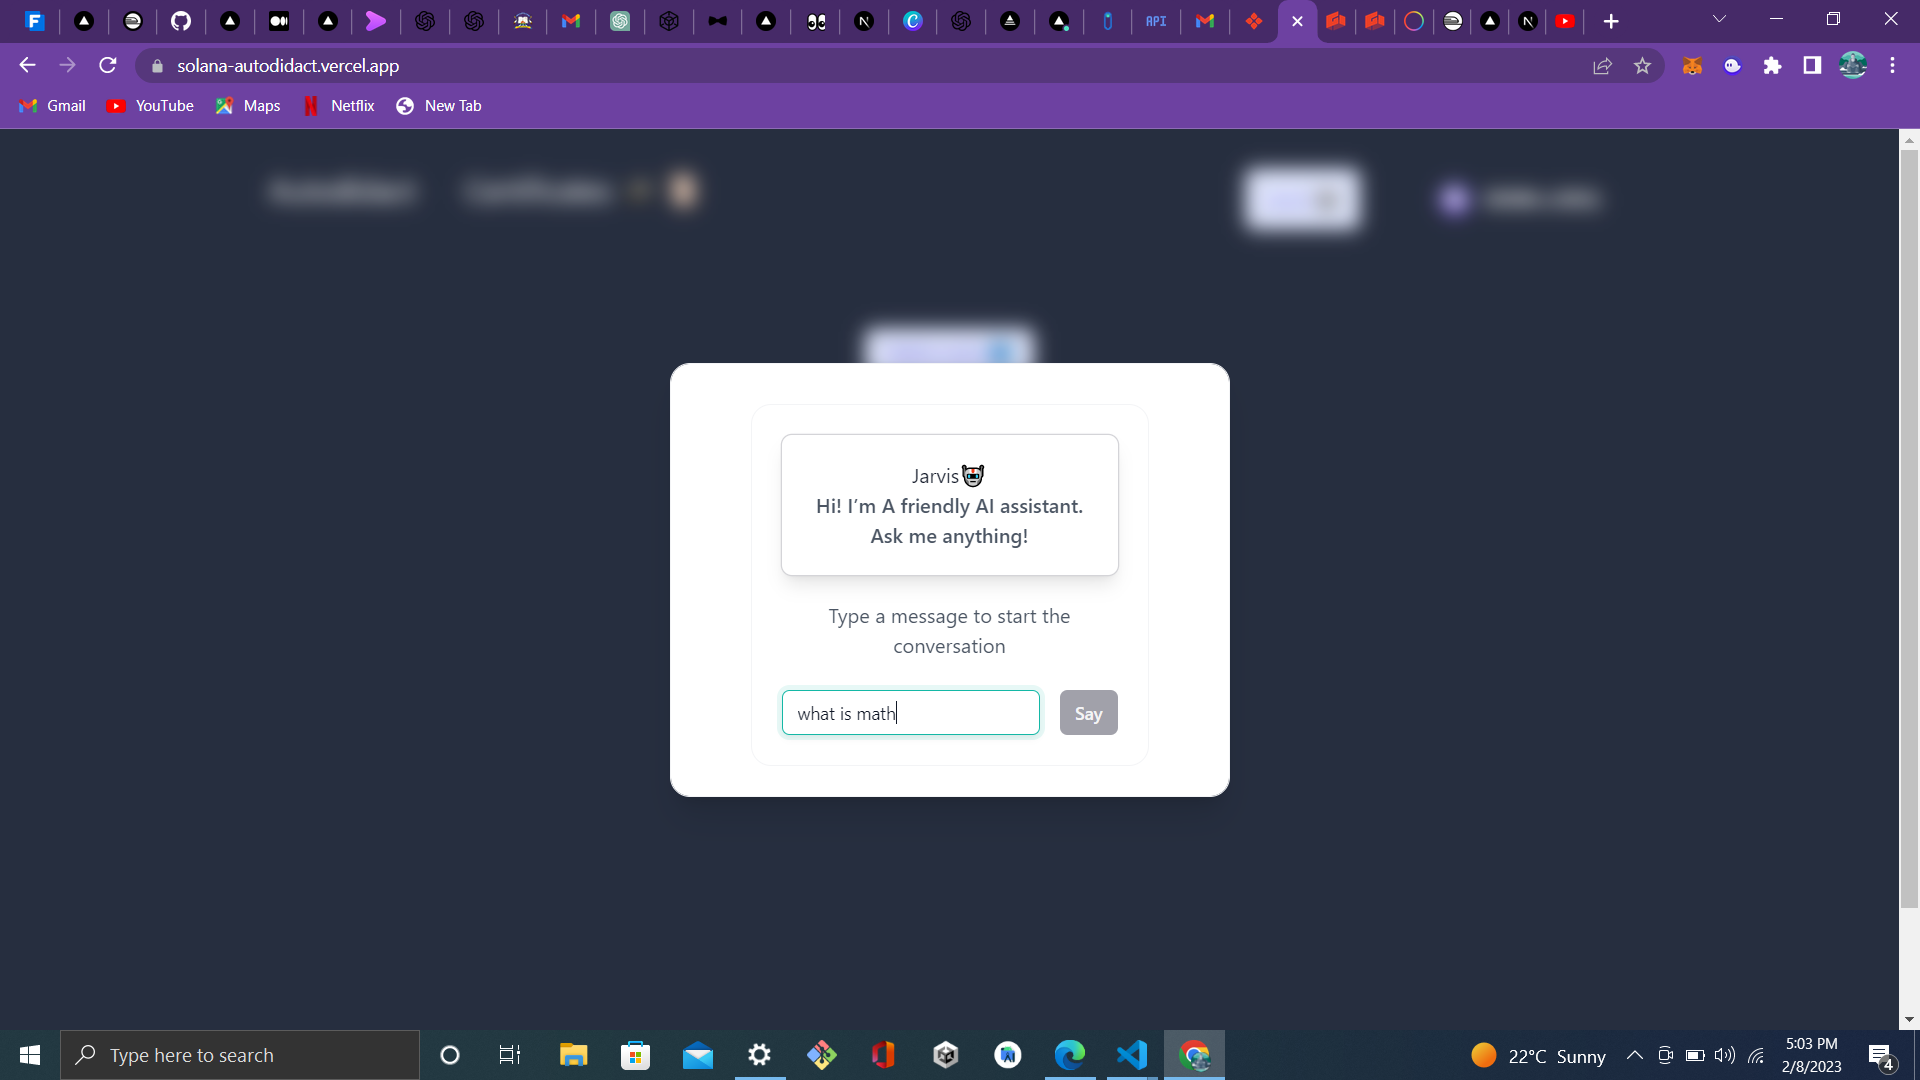 API
solana-autodidact.vercel.app
Gmail
YouTube
Maps
Netflix
New Tab
Autodidact
Certificates
Jarvis
Hi! I'm A friendly AI assistant.
Ask me anything!
Type a message to start the
conversation
what is math
Say
Type here to search
22°C Sunny
5:03 PM
2/8/2023
4